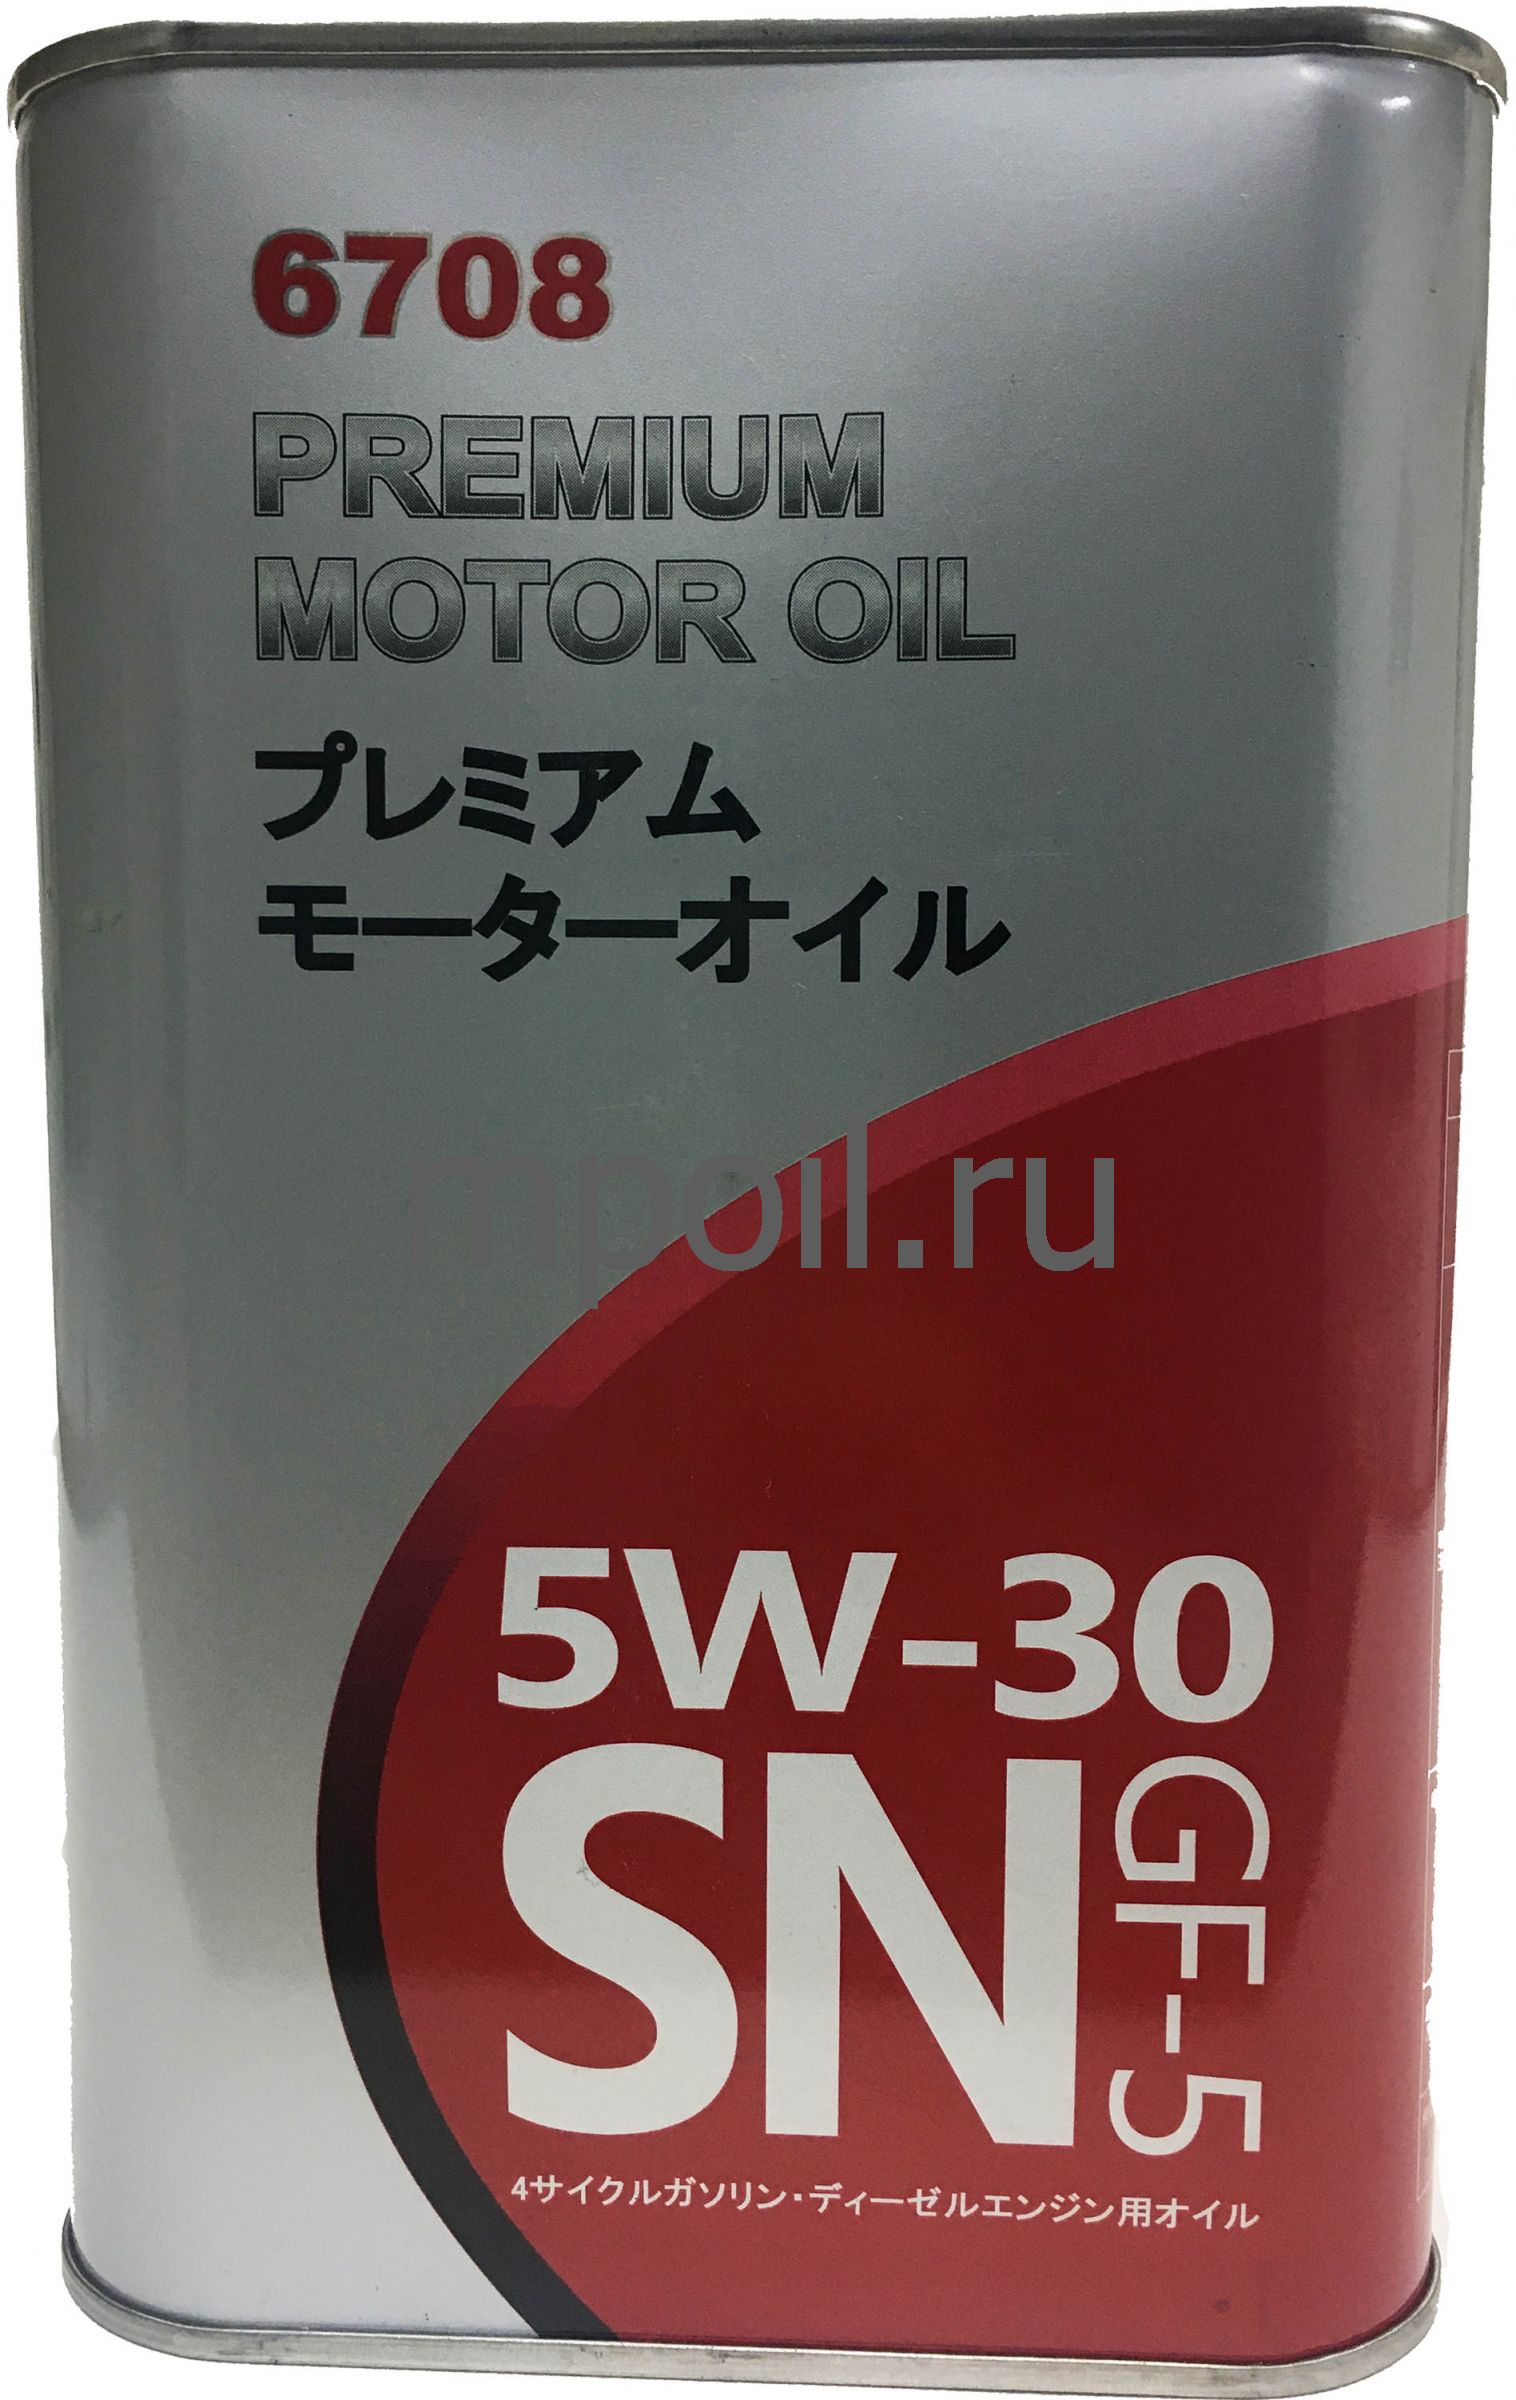 6708
PREMIUM
MOTOR OIL
プレミアム
モーターオイル
mpoil.ru
5W-30
SN
GF-5
4サイクルガソリン・ディーゼルエンジン用オイル